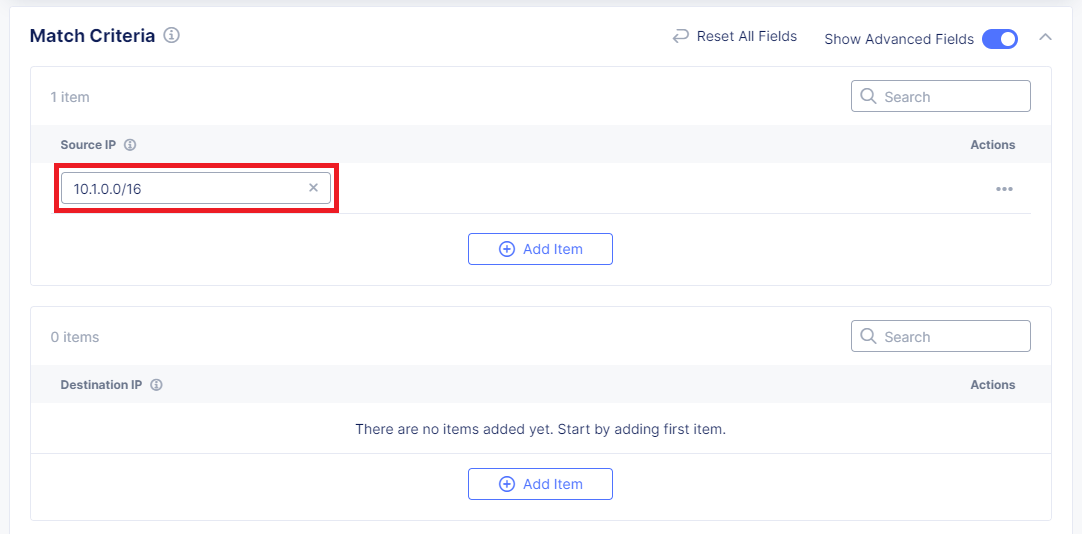 Match Criteria
Reset All Fields
Show Advanced Fields
1 item
Search
Source IP
Actions
10.1.0.0/16
Add Item
0 items
Search
Destination IP
Actions
There are no items added yet. Start by adding first item.
Add Item